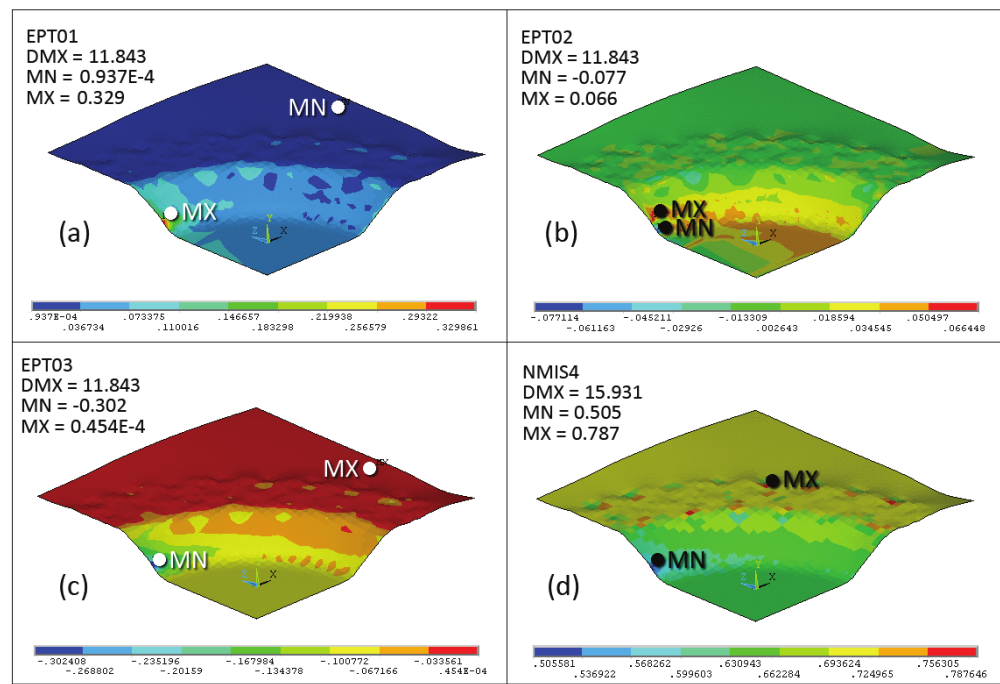 EPT01
DMX = 11.843
MN = 0.937E-4
MX = 0.329
MN
MX
(a)
Y
Z X
.937E-04 .073375 .146657 .219938 .29322
.036734 .110016 .183298 .256579 .329861
EPT02
DMX = 11.843
MN = -0.077
MX = 0.066
MX
MN
(b)
Y
Z X
-.077114 -.045211 -.013309 .018594 .050497
-.061163 -.02926 .002643 .034545 .066448
EPT03
DMX = 11.843
MN = -0.302
MX = 0.454E-4
MX
MN
(c)
Y
Z X
-.302408 -.235196 -.167984 -.100772 -.033561
-.268802 -.20159 -.134378 -.067166 .454E-04
NMIS4
DMX = 15.931
MN = 0.505
MX = 0.787
MX
MN
(d)
Y
Z X
.505581 .568262 .630943 .693624 .756305
.536922 .599603 .662284 .724965 .787646